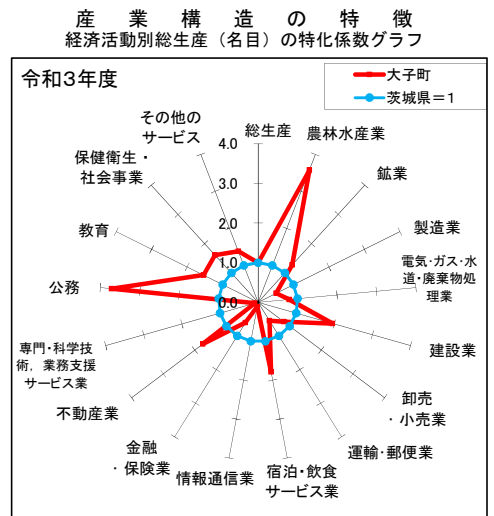 産業構造の特徴
経済活動別総生産（名目）の特化係数グラフ
令和3年度
大子町
茨城県＝1
4.0
3.0
2.0
1.0
0.0
総生産
農林水産業
鉱業
製造業
電気・ガス・水
道・廃棄物処
理業
建設業
卸売
・小売業
運輸・郵便業
宿泊・飲食
サービス業
情報通信業
金融
・保険業
不動産業
専門・科学技
術，業務支援
サービス業
公務
教育
保健衛生・
社会事業
その他の
サービス